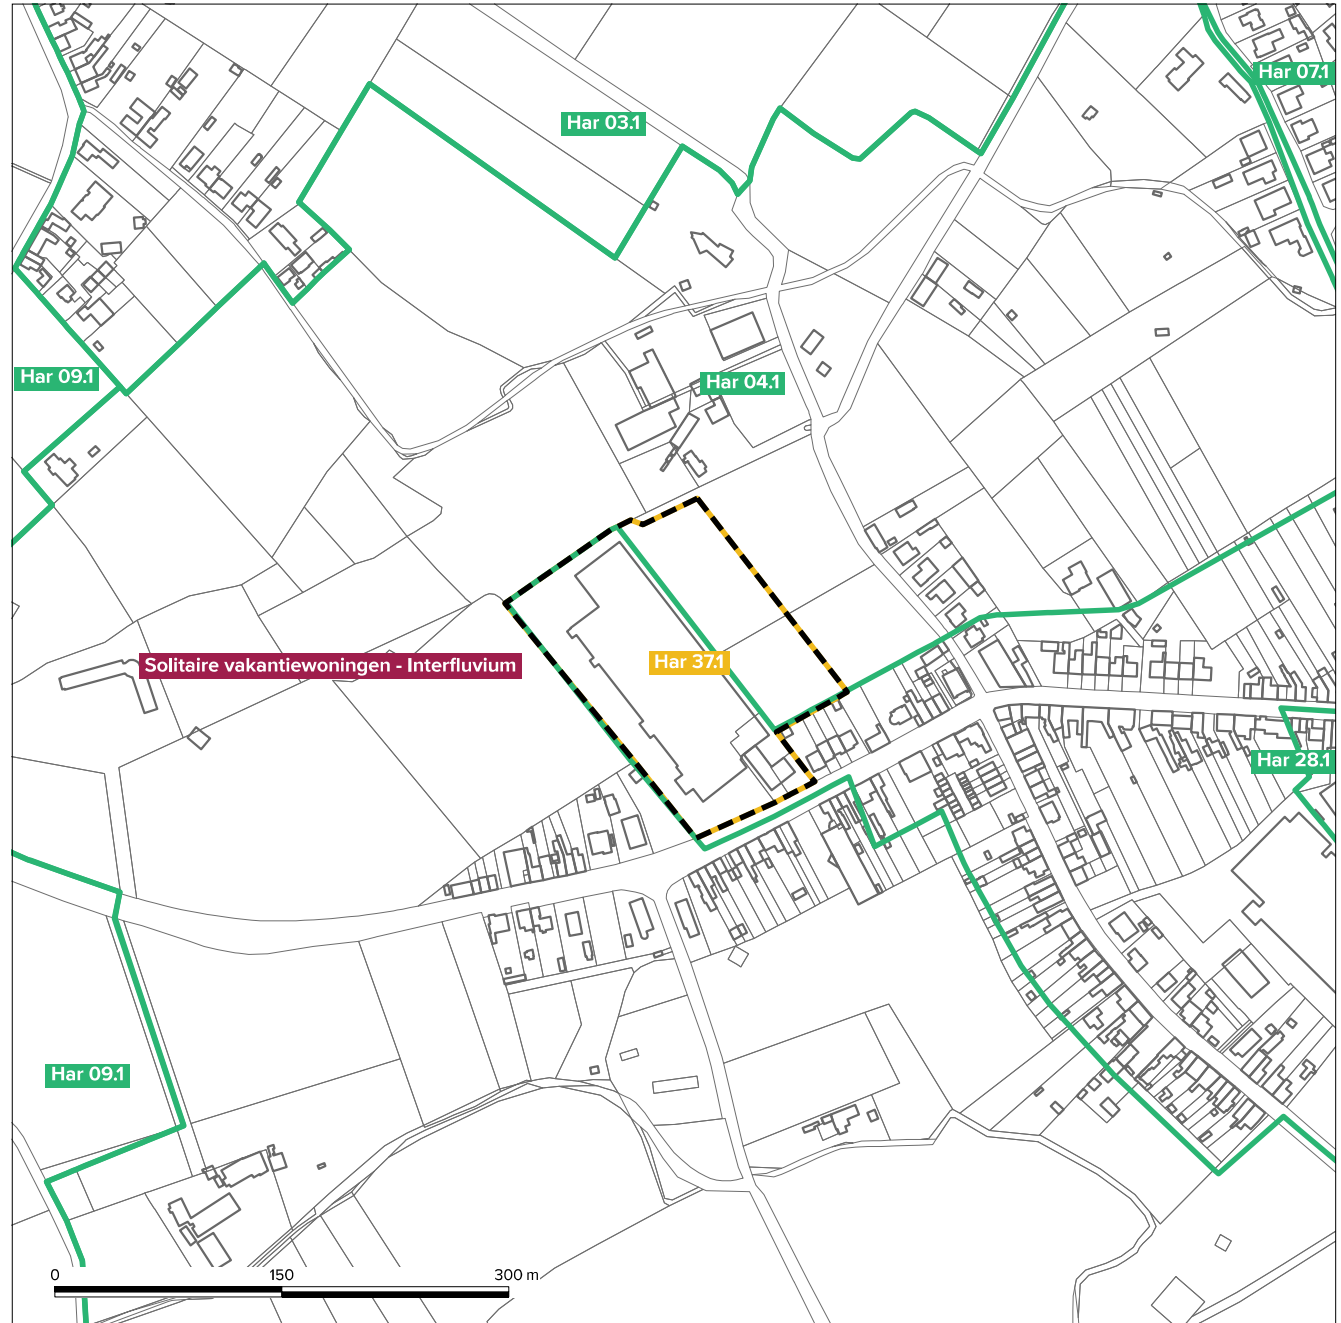 Har 07.1
Har 03.1
Har 09.1
Har 04.1
Solitaire vakantiewoningen - Interfluvium
Har 37.1
Har 28.1
Har 09.1
0 150 300 m